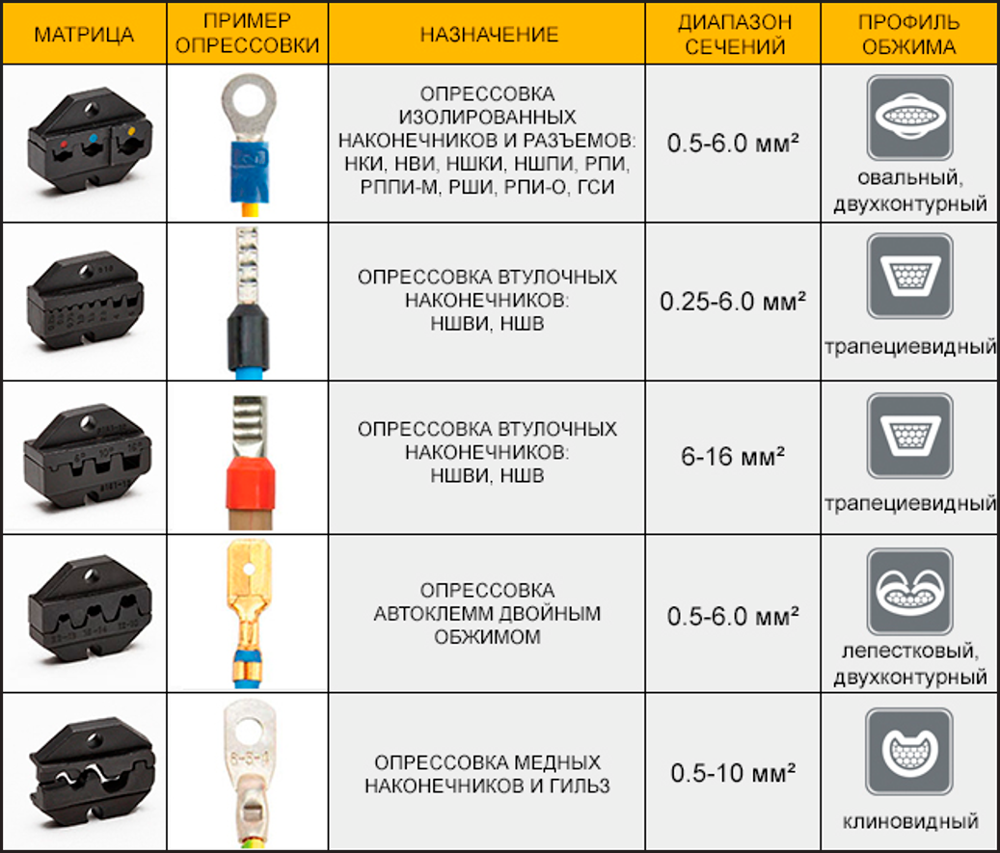 МАТРИЦА
ПРИМЕР
ОПРЕССОВКИ
НАЗНАЧЕНИЕ
ДИАПАЗОН
СЕЧЕНИЙ
ПРОФИЛЬ
ОБЖИМА
ОПРЕССОВКА
ИЗОЛИРОВАННЫХ
НАКОНЕЧНИКОВ И РАЗЪЕМОВ:
НКИ, НВИ, НШКИ, НШПИ, РПИ,
РППИ-М, РШИ, РПИ-О, ГСИ
0.5-6.0 мм²
овальный,
двухконтурный
ОПРЕССОВКА ВТУЛОЧНЫХ
НАКОНЕЧНИКОВ:
НШВИ, НШВ
0.25-6.0 мм²
трапециевидный
6 10 16
ОПРЕССОВКА ВТУЛОЧНЫХ
НАКОНЕЧНИКОВ:
НШВИ, НШВ
6-16 мм²
трапециевидный
ОПРЕССОВКА
АВТОКЛЕММ ДВОЙНЫМ
ОБЖИМОМ
0.5-6.0 мм²
лепестковый,
двухконтурный
6-5-4
ОПРЕССОВКА МЕДНЫХ
НАКОНЕЧНИКОВ И ГИЛЬЗ
0.5-10 мм²
клиновидный